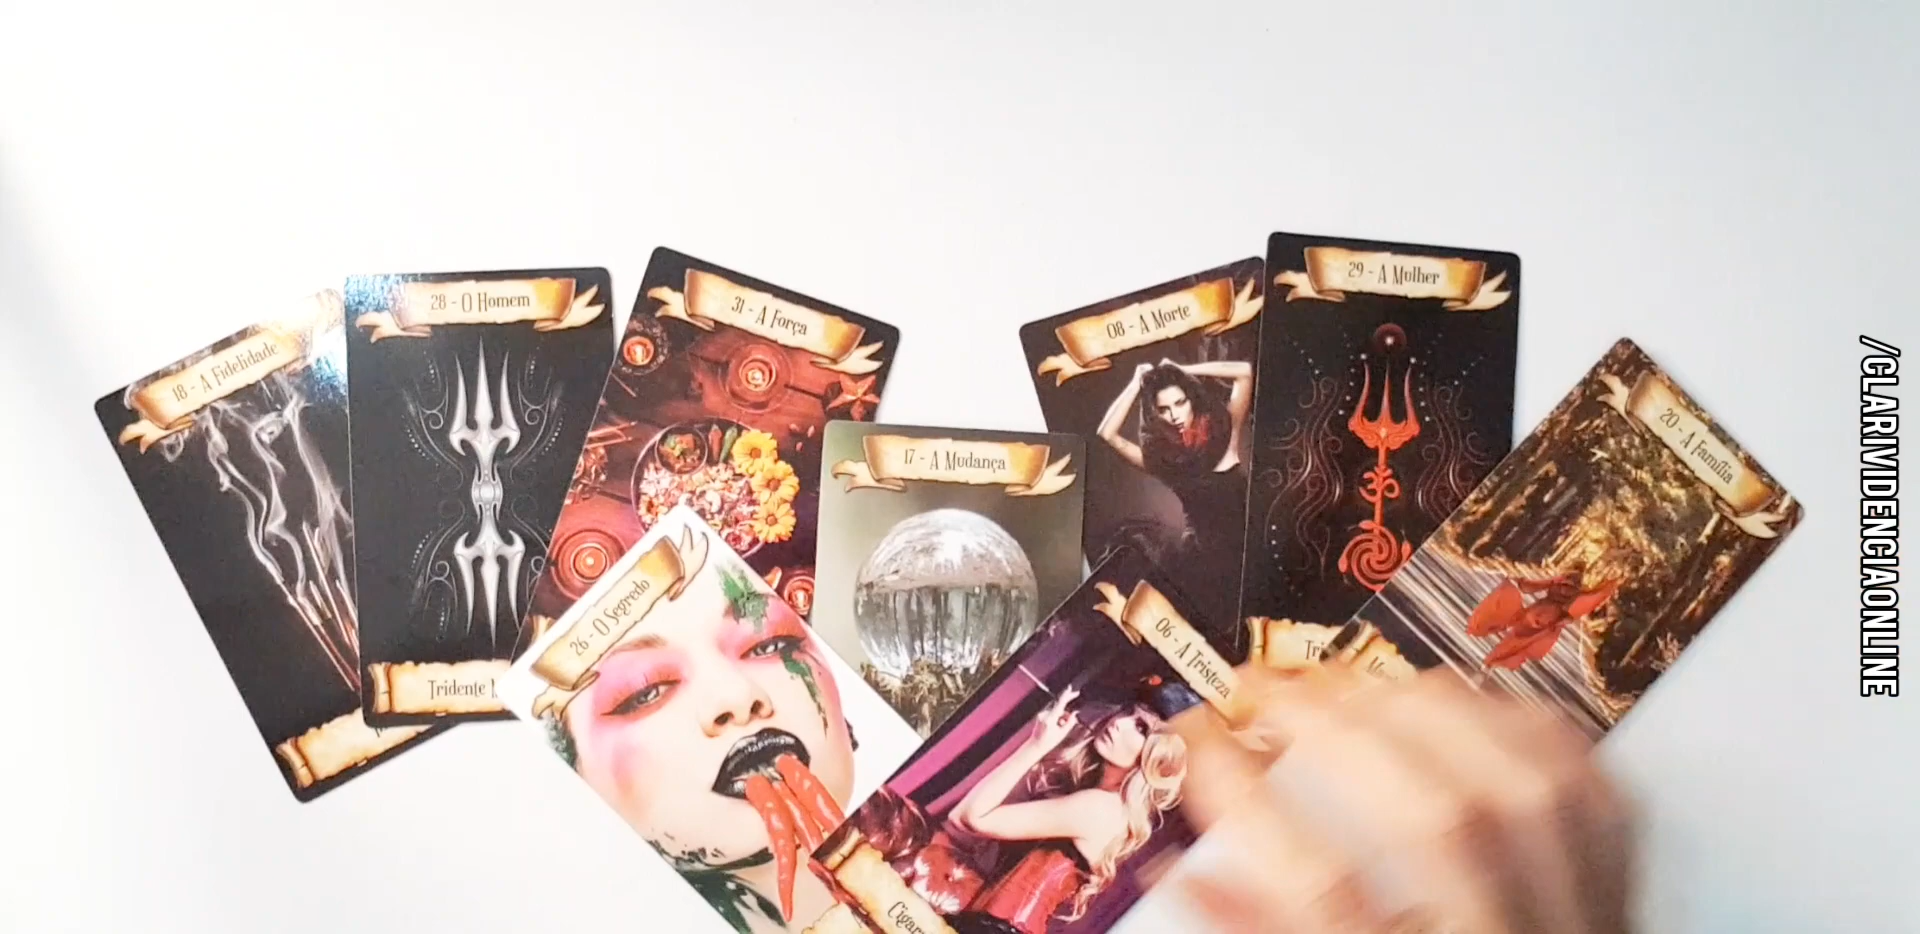 18 - A Fidelidade
28 - O Homem
31 - A Força
17 - A Mudança
08 - A Morte
29 - A Mulher
20 - A Família
26 - O Segredo
06 - A Tristeza
Tridente
/CLARIVIDENCIAONLINE